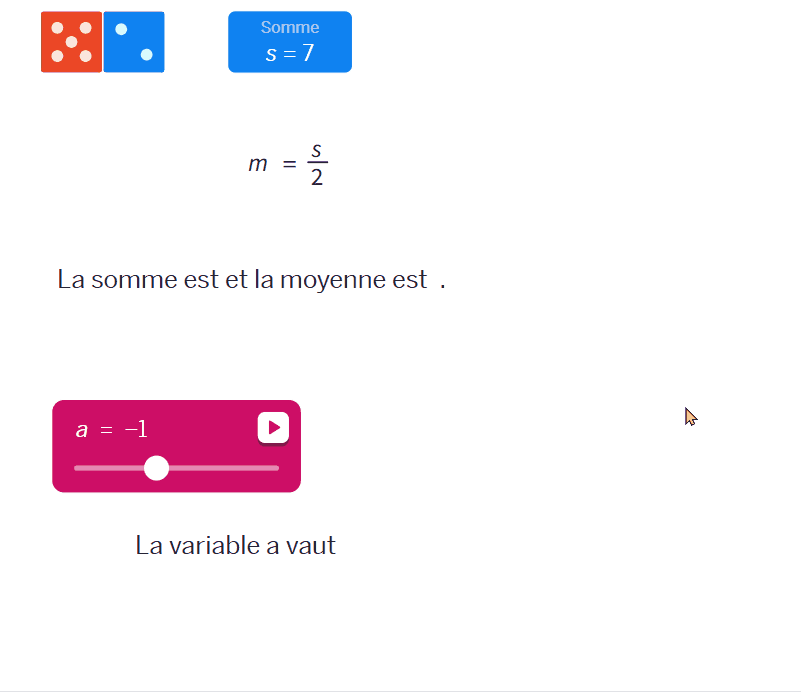 Somme
s = 7
m = s/2
La somme est et la moyenne est .
a = −1
La variable a vaut